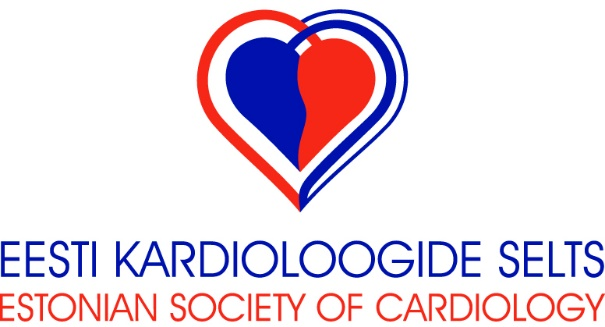 EESTI KARDIOLOOGIDE SELTS
ESTONIAN SOCIETY OF CARDIOLOGY